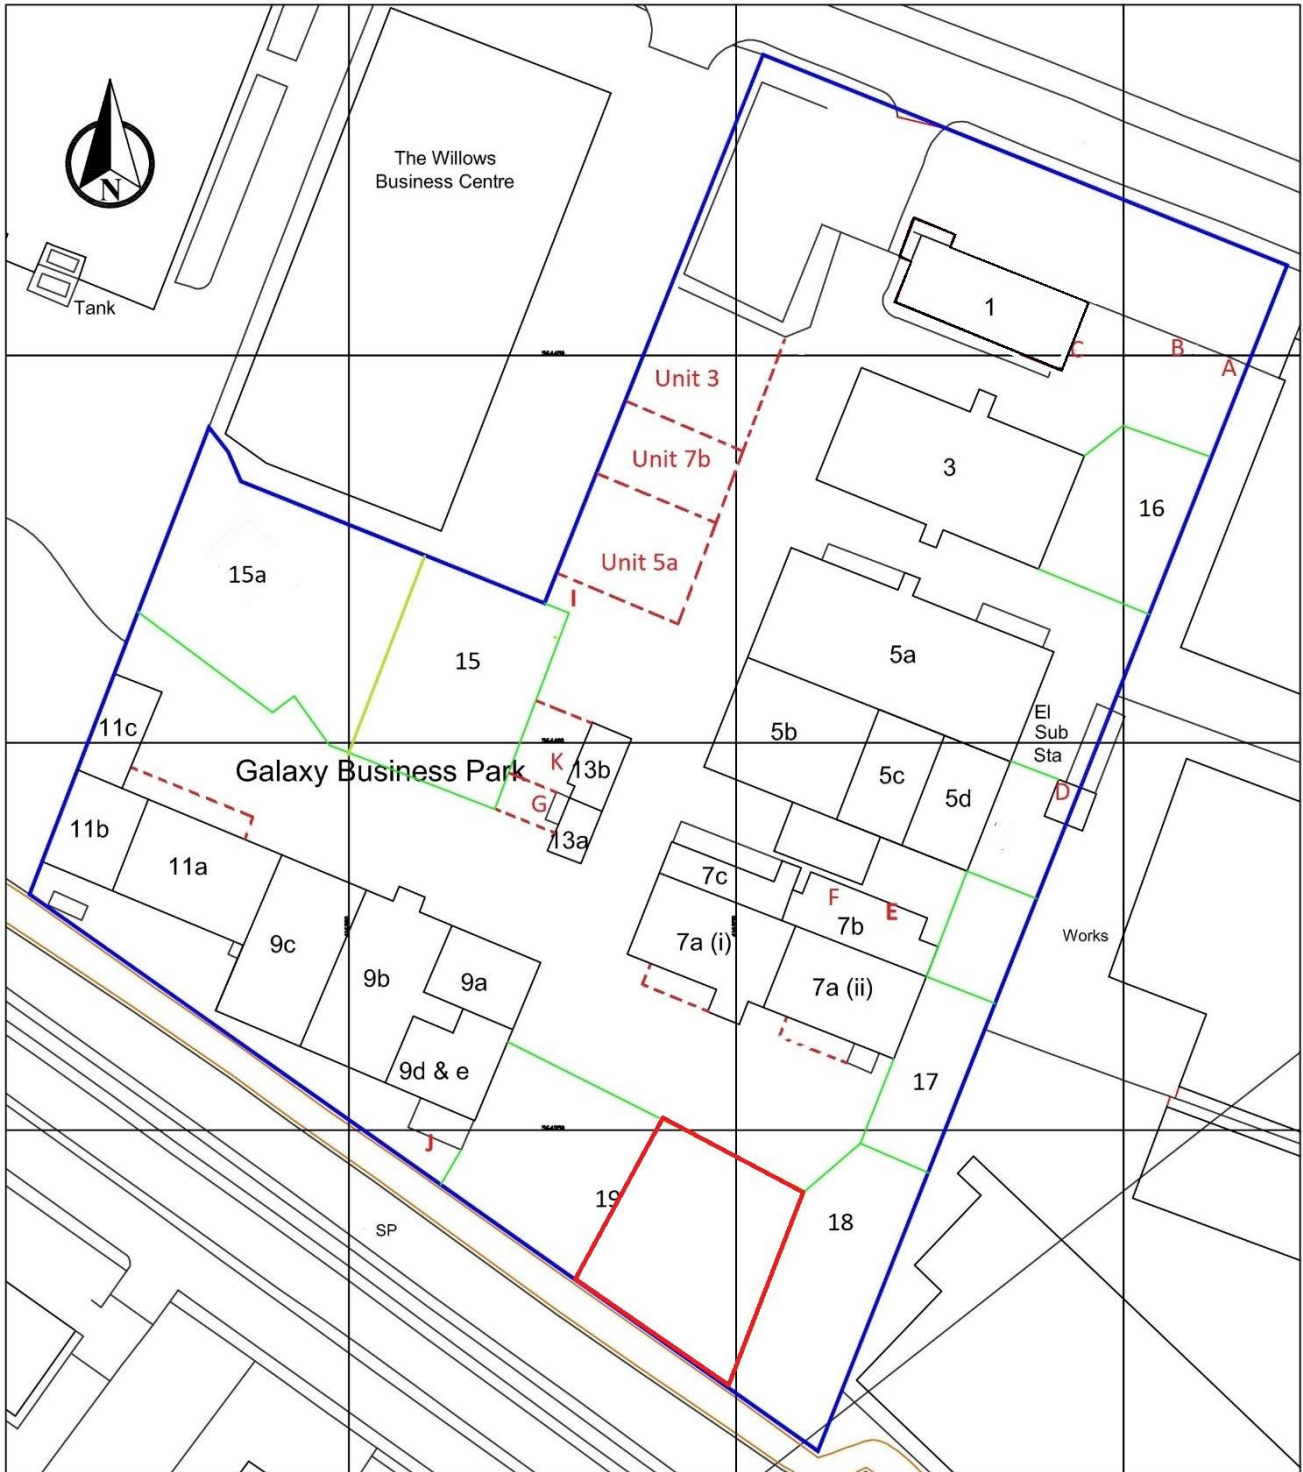 The Willows
Business Centre
N
Tank
1
C
B
A
Unit 3
Unit 7b
3
16
15a
Unit 5a
I
15
5a
11c
5b
El
Sub
Sta
Galaxy Business Park
K
13b
5c
5d
D
G
11b
13a
11a
7c
F
E
7b
9c
7a (i)
Works
9b
9a
7a (ii)
9d & e
17
J
19
18
SP